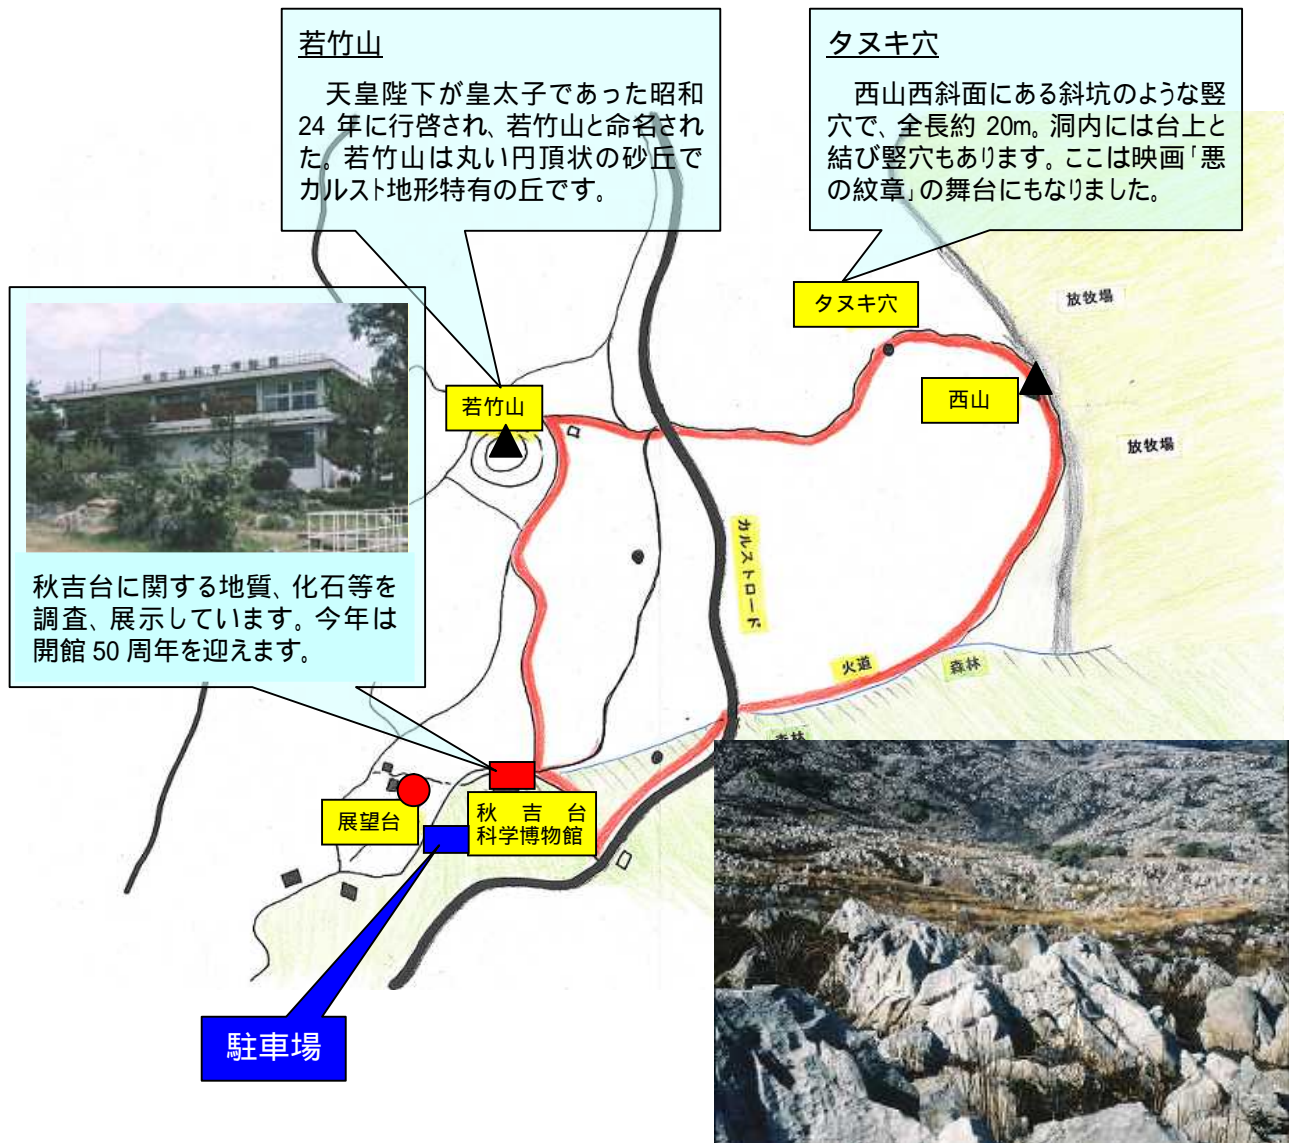 若竹山
天皇陛下が皇太子であった昭和
24 年に行啓され、若竹山と命名され
た。若竹山は丸い円頂状の砂丘で
カルスト地形特有の丘です。
タヌキ穴
西山西斜面にある斜坑のような竪
穴で、全長約 20m。洞内には台上と
結び竪穴もあります。ここは映画「悪
の紋章」の舞台にもなりました。
タヌキ穴
放牧場
西山
放牧場
若竹山
秋吉台に関する地質、化石等を
調査、展示しています。今年は
開館 50 周年を迎えます。
カルストロード
火道
森林
森林
展望台
秋吉台
科学博物館
駐車場